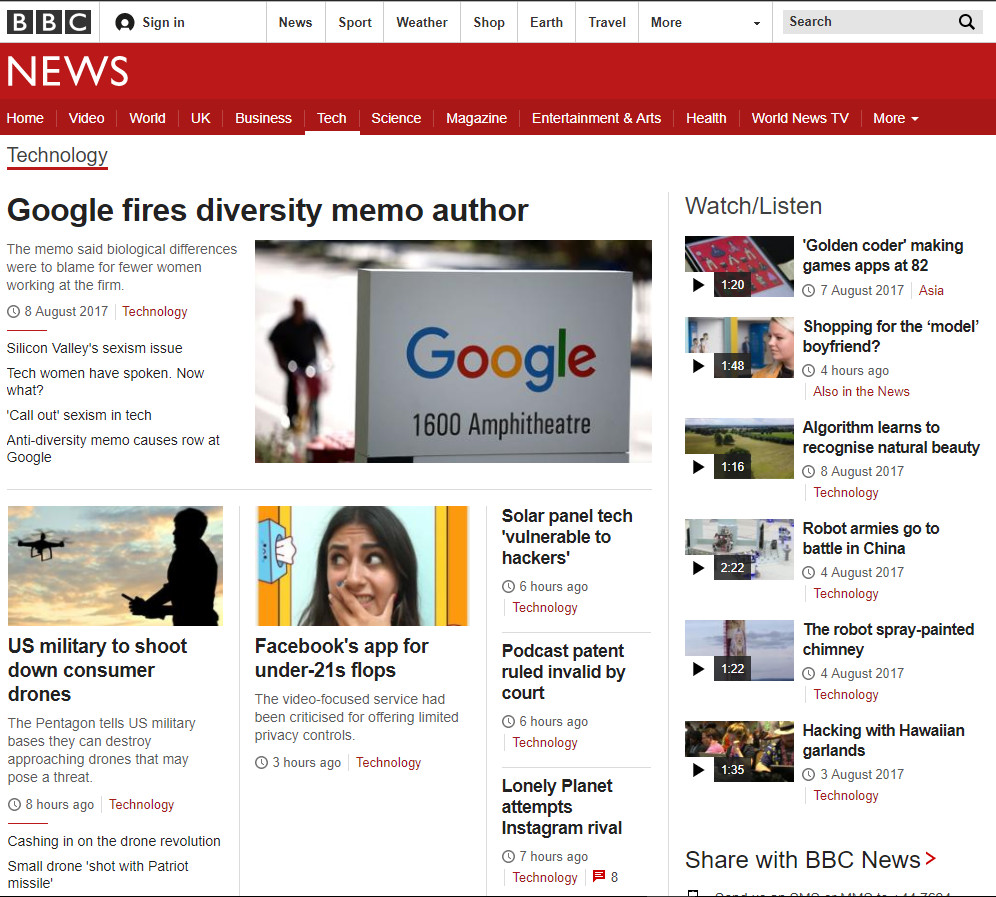 BBC
Sign in
News
Sport
Weather
Shop
Earth
Travel
More
Search
NEWS
Home
Video
World
UK
Business
Tech
Science
Magazine
Entertainment & Arts
Health
World News TV
More
Technology
Google fires diversity memo author
The memo said biological differences
were to blame for fewer women
working at the firm.
8 August 2017
Technology
Silicon Valley's sexism issue
Tech women have spoken. Now
what?
'Call out' sexism in tech
Anti-diversity memo causes row at
Google
Google
1600 Amphitheatre
US military to shoot
down consumer
drones
The Pentagon tells US military
bases they can destroy
approaching drones that may
pose a threat.
8 hours ago
Technology
Cashing in on the drone revolution
Small drone 'shot with Patriot
missile'
Facebook's app for
under-21s flops
The video-focused service had
been criticised for offering limited
privacy controls.
3 hours ago
Technology
Solar panel tech
'vulnerable to
hackers'
6 hours ago
Technology
Podcast patent
ruled invalid by
court
6 hours ago
Technology
Lonely Planet
attempts
Instagram rival
7 hours ago
Technology
8
Watch/Listen
1:20
'Golden coder' making
games apps at 82
7 August 2017
Asia
1:48
Shopping for the ‘model’
boyfriend?
4 hours ago
Also in the News
1:16
Algorithm learns to
recognise natural beauty
8 August 2017
Technology
2:22
Robot armies go to
battle in China
4 August 2017
Technology
1:22
The robot spray-painted
chimney
4 August 2017
Technology
1:35
Hacking with Hawaiian
garlands
3 August 2017
Technology
Share with BBC News